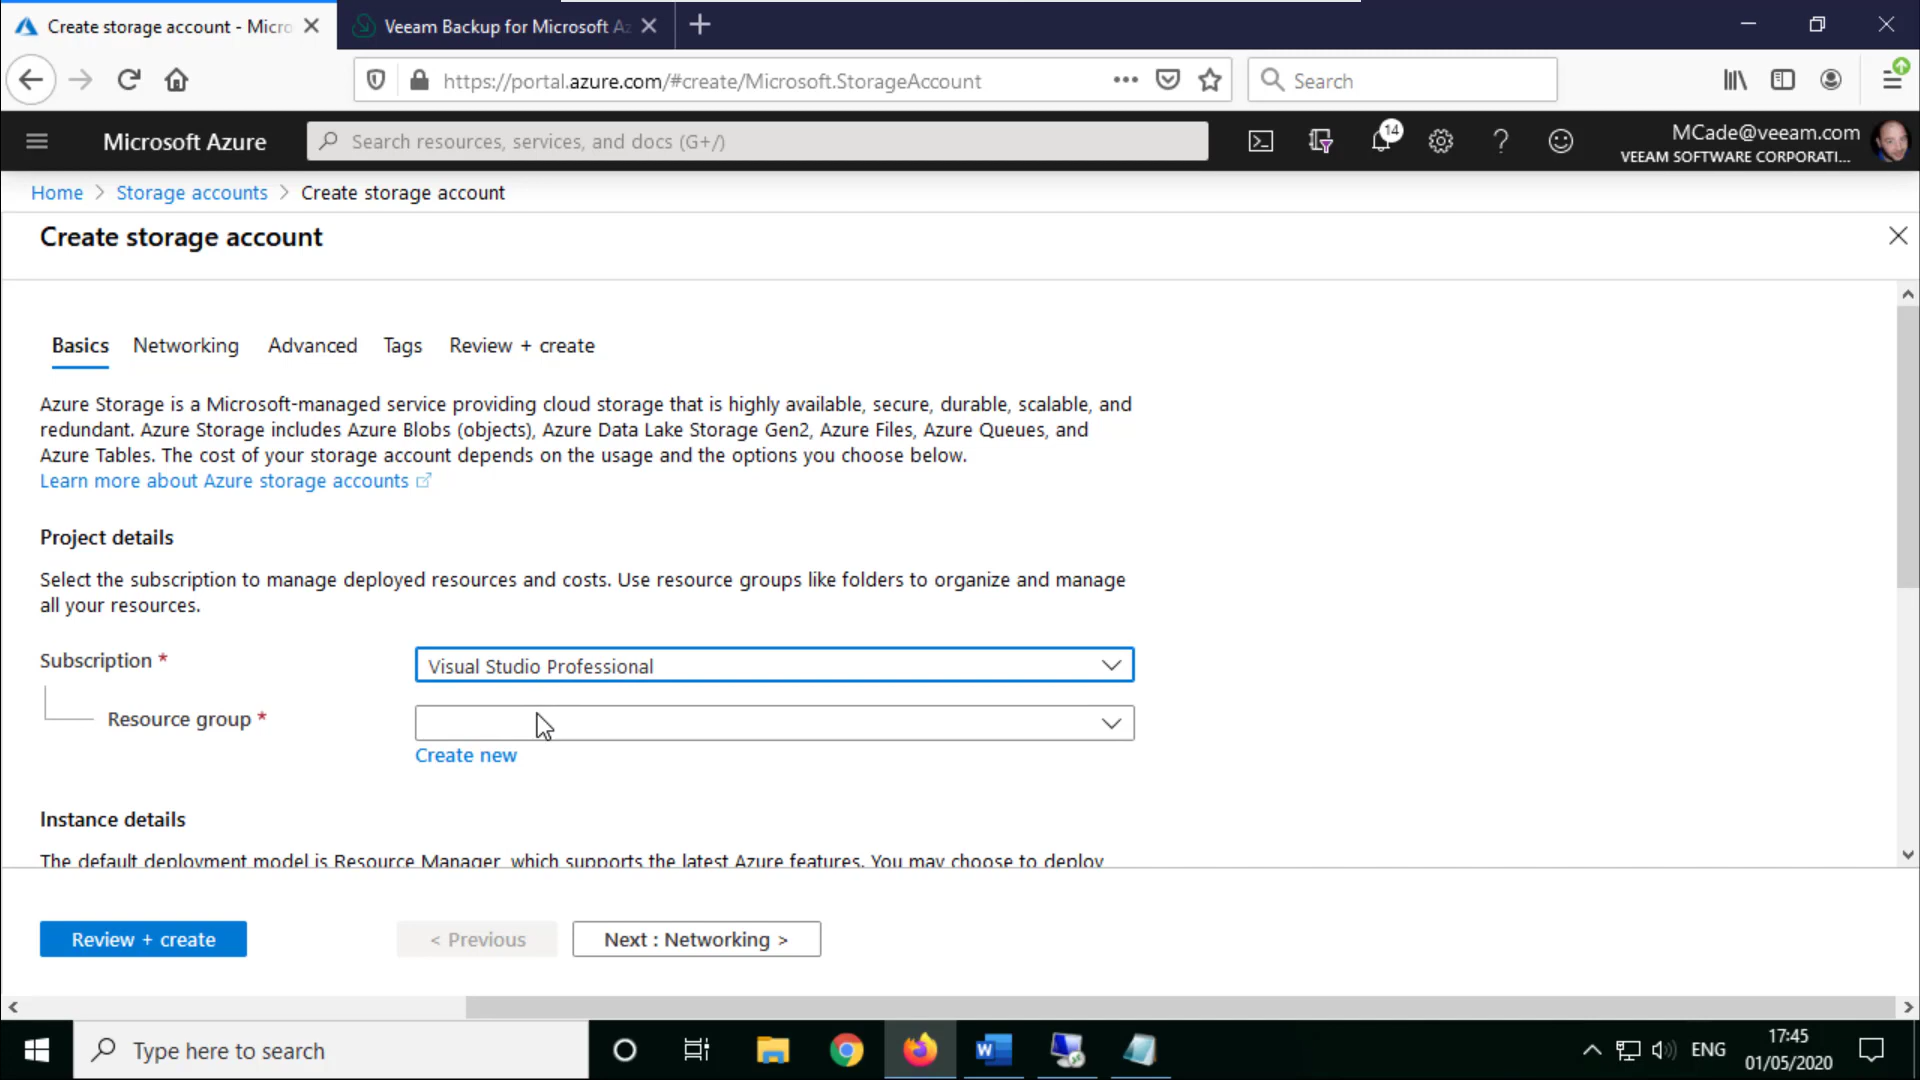 Create storage account - Micro
Veeam Backup for Microsoft Az
https://portal.azure.com/#create/Microsoft.StorageAccount
Search
Microsoft Azure
Search resources, services, and docs (G+/)
14
MCade@veeam.com
VEEAM SOFTWARE CORPORATI...
Home > Storage accounts > Create storage account
Create storage account
Basics Networking Advanced Tags Review + create
Azure Storage is a Microsoft-managed service providing cloud storage that is highly available, secure, durable, scalable, and
redundant. Azure Storage includes Azure Blobs (objects), Azure Data Lake Storage Gen2, Azure Files, Azure Queues, and
Azure Tables. The cost of your storage account depends on the usage and the options you choose below.
Learn more about Azure storage accounts
Project details
Select the subscription to manage deployed resources and costs. Use resource groups like folders to organize and manage
all your resources.
Subscription *
Visual Studio Professional
Resource group *
Create new
Instance details
The default deployment model is Resource Manager, which supports the latest Azure features. You may choose to deploy
Review + create
< Previous
Next : Networking >
Type here to search
ENG
17:45
01/05/2020